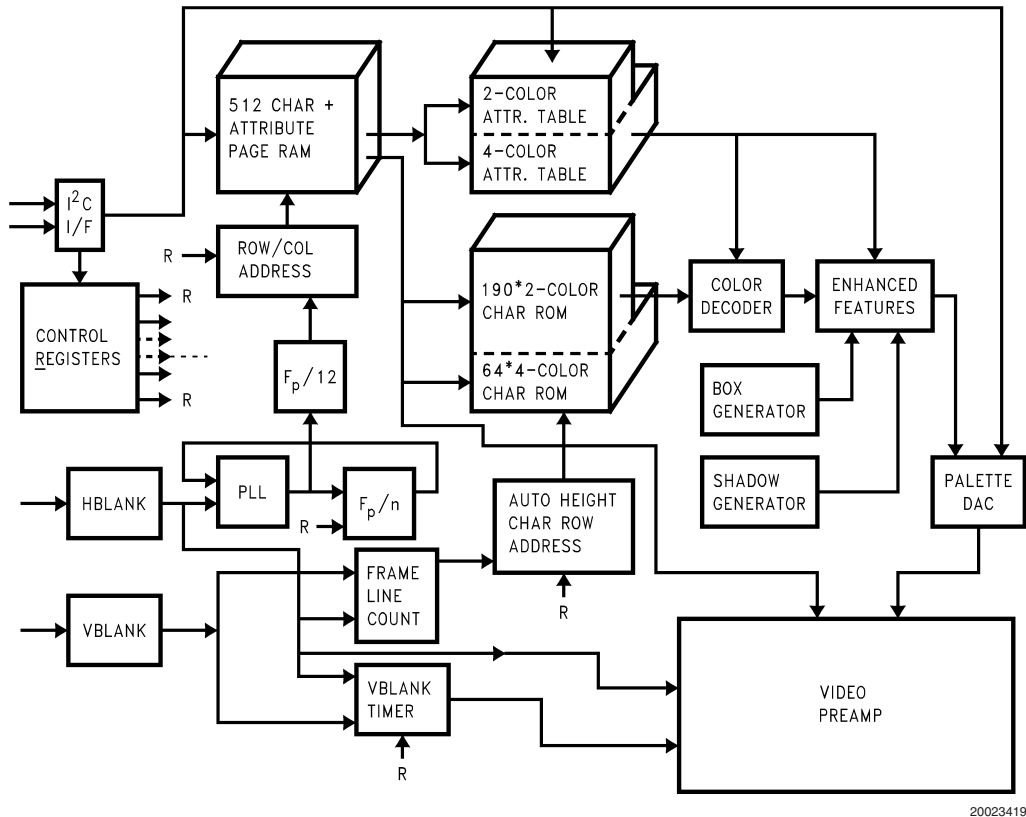 512 CHAR +
ATTRIBUTE
PAGE RAM
2-COLOR
ATTR. TABLE
4-COLOR
ATTR. TABLE
I²C
I/F
R
ROW/COL
ADDRESS
CONTROL
REGISTERS
R
R
190*2-COLOR
CHAR ROM
64*4-COLOR
CHAR ROM
COLOR
DECODER
ENHANCED
FEATURES
Fp/12
BOX
GENERATOR
SHADOW
GENERATOR
PALETTE
DAC
HBLANK
PLL
Fp/n
R
AUTO HEIGHT
CHAR ROW
ADDRESS
R
FRAME
LINE
COUNT
VBLANK
VBLANK
TIMER
R
VIDEO
PREAMP
20023419